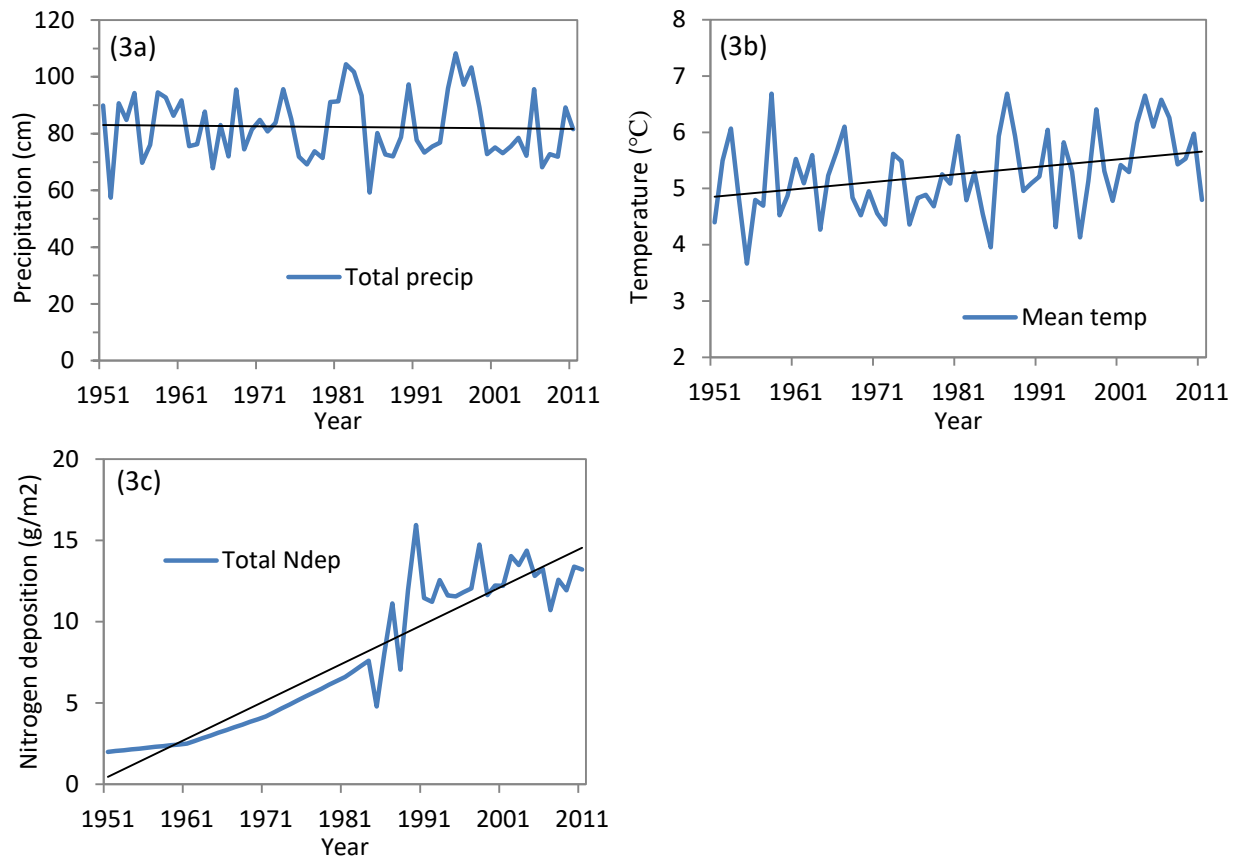 (3a)
Precipitation (cm)
120
100
80
60
40
20
0
Total precip
1951 1961 1971 1981 1991 2001 2011
Year
(3b)
Temperature (℃)
8
7
6
5
4
3
2
Mean temp
1951 1961 1971 1981 1991 2001 2011
Year
(3c)
Nitrogen deposition (g/m2)
20
15
10
5
0
Total Ndep
1951 1961 1971 1981 1991 2001 2011
Year